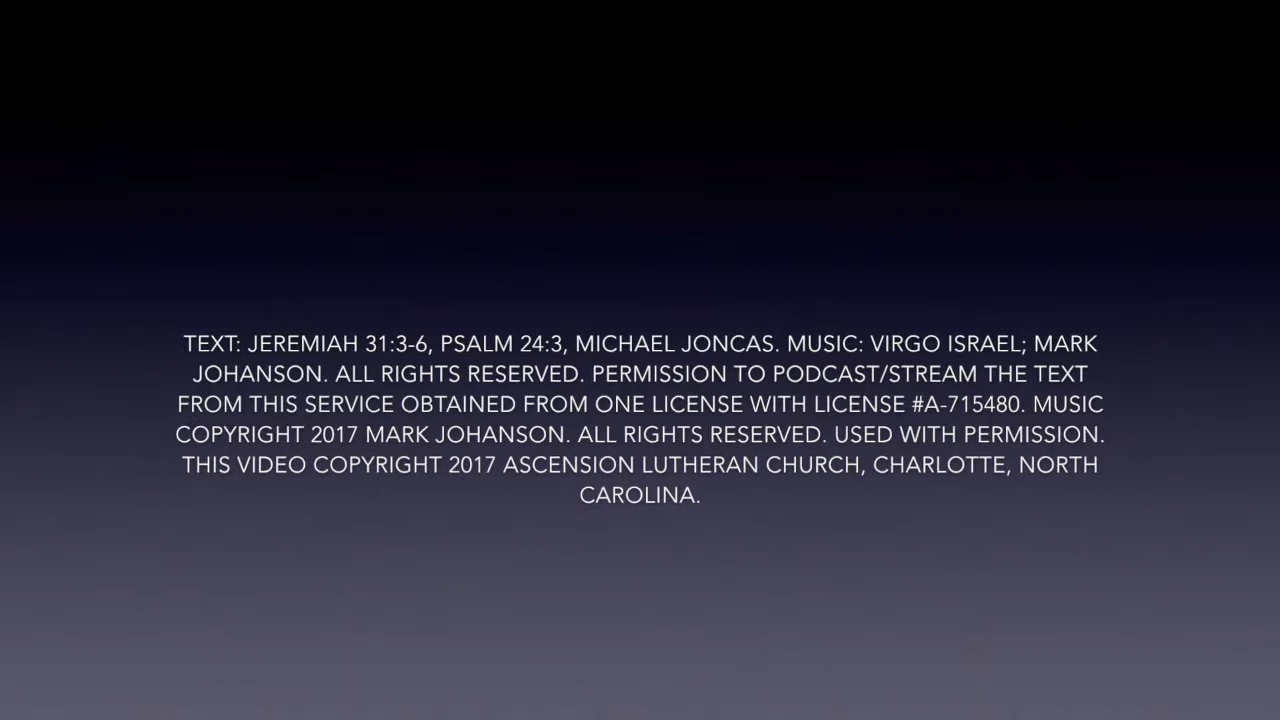 TEXT: JEREMIAH 31:3-6, PSALM 24:3, MICHAEL JONCAS. MUSIC: VIRGO ISRAEL; MARK
JOHANSON. ALL RIGHTS RESERVED. PERMISSION TO PODCAST/STREAM THE TEXT
FROM THIS SERVICE OBTAINED FROM ONE LICENSE WITH LICENSE #A-715480. MUSIC
COPYRIGHT 2017 MARK JOHANSON. ALL RIGHTS RESERVED. USED WITH PERMISSION.
THIS VIDEO COPYRIGHT 2017 ASCENSION LUTHERAN CHURCH, CHARLOTTE, NORTH
CAROLINA.